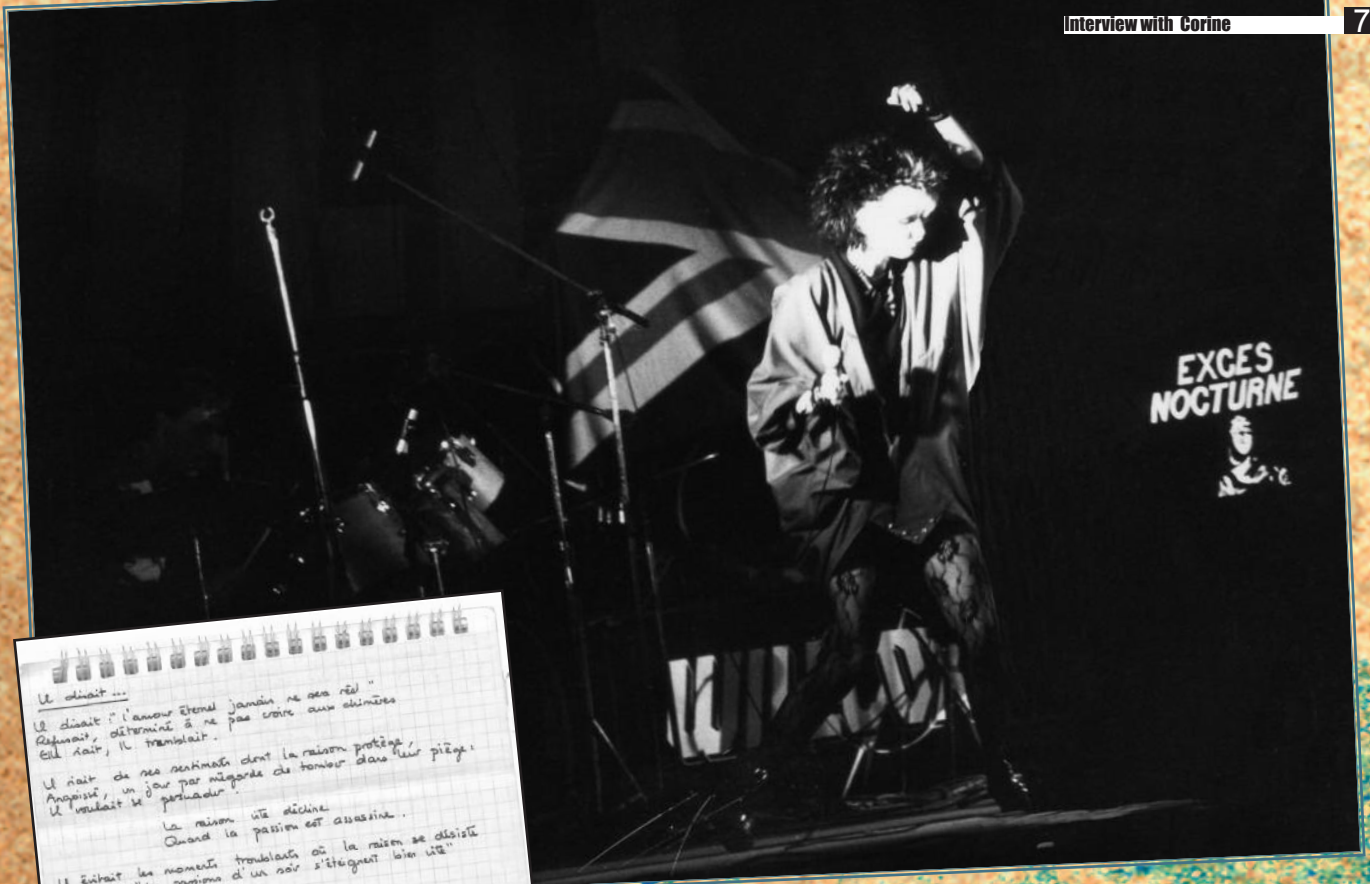 Interview with Corine
7
EXCES
NOCTURNE
WILD
Il disait ...
Il disait : " l'amour éternel jamais ne sera réel "
Refusait, déterminé à ne pas croire aux chimères
Elle riait, Il tremblait .
Il riait de ses sentiments dont la raison protège ,
Angoissé, un jour par mégarde de tomber dans leur piège :
Il voulait se persuader .
La raison vite décline
Quand la passion est assassine .
Il évitait les moments troublants où la raison se désiste
passions d'un soir s'éteignent bien vite "